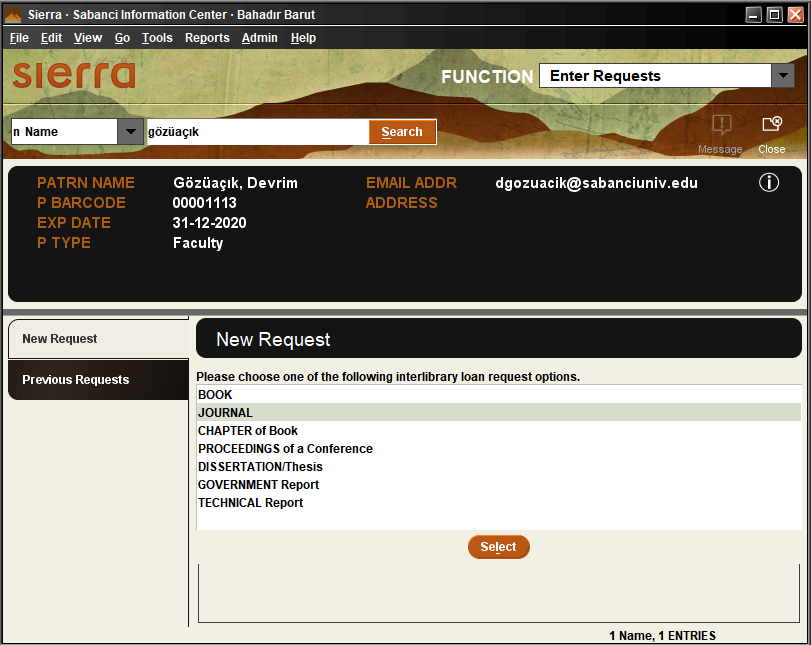 Sierra · Sabanci Information Center · Bahadır Barut
File Edit View Go Tools Reports Admin Help
sierra
FUNCTION Enter Requests
n Name gözüaçık Search
Message Close
PATRN NAME Gözüaçık, Devrim EMAIL ADDR dgozuacik@sabanciuniv.edu
P BARCODE 00001113 ADDRESS
EXP DATE 31-12-2020
P TYPE Faculty
New Request
Previous Requests
New Request
Please choose one of the following interlibrary loan request options.
BOOK
JOURNAL
CHAPTER of Book
PROCEEDINGS of a Conference
DISSERTATION/Thesis
GOVERNMENT Report
TECHNICAL Report
Select
1 Name, 1 ENTRIES